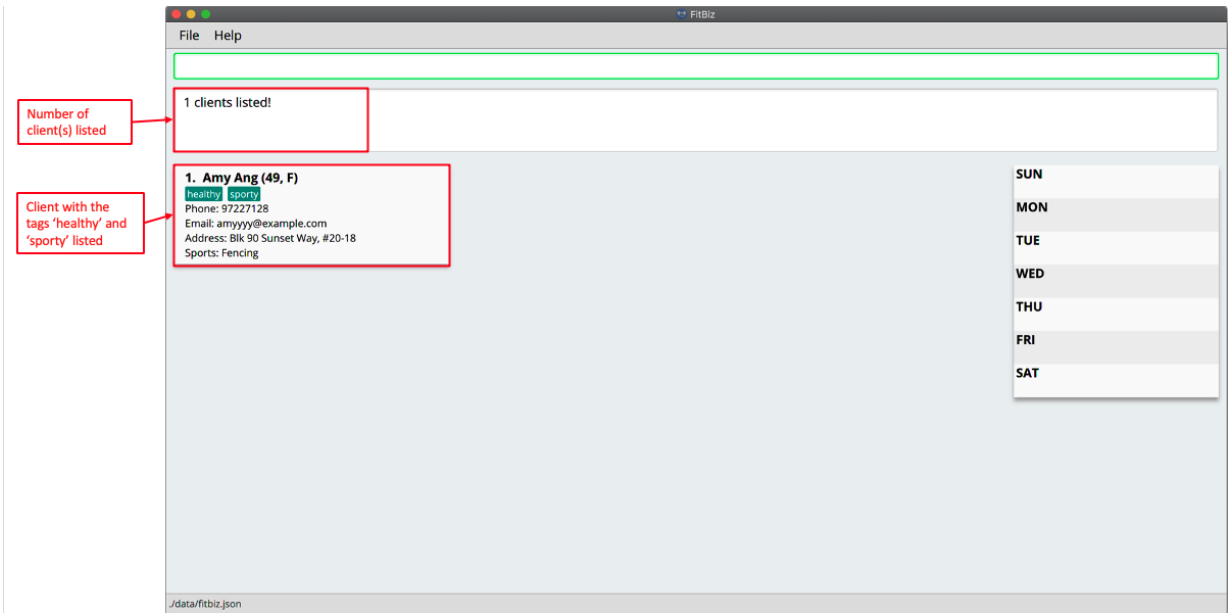 FitBiz
File Help
1 clients listed!
Number of
client(s) listed
1. Amy Ang (49, F)
healthy sporty
Phone: 97227128
Email: amyyyy@example.com
Address: Blk 90 Sunset Way, #20-18
Sports: Fencing
Client with the
tags ‘healthy’ and
‘sporty’ listed
SUN
MON
TUE
WED
THU
FRI
SAT
./data/fitbiz.json